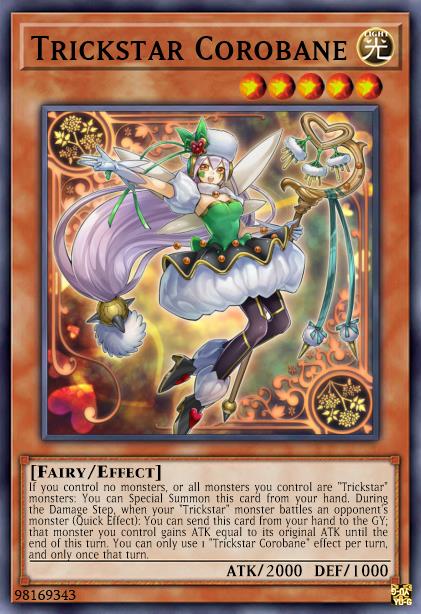 TRICKSTAR COROBANE
LIGHT
光
[FAIRY/EFFECT]
If you control no monsters, or all monsters you control are "Trickstar"
monsters: You can Special Summon this card from your hand. During
the Damage Step, when your "Trickstar" monster battles an opponent's
monster (Quick Effect): You can send this card from your hand to the GY;
that monster you control gains ATK equal to its original ATK until the
end of this turn. You can only use 1 "Trickstar Corobane" effect per turn,
and only once that turn.
ATK/2000 DEF/1000
98169343